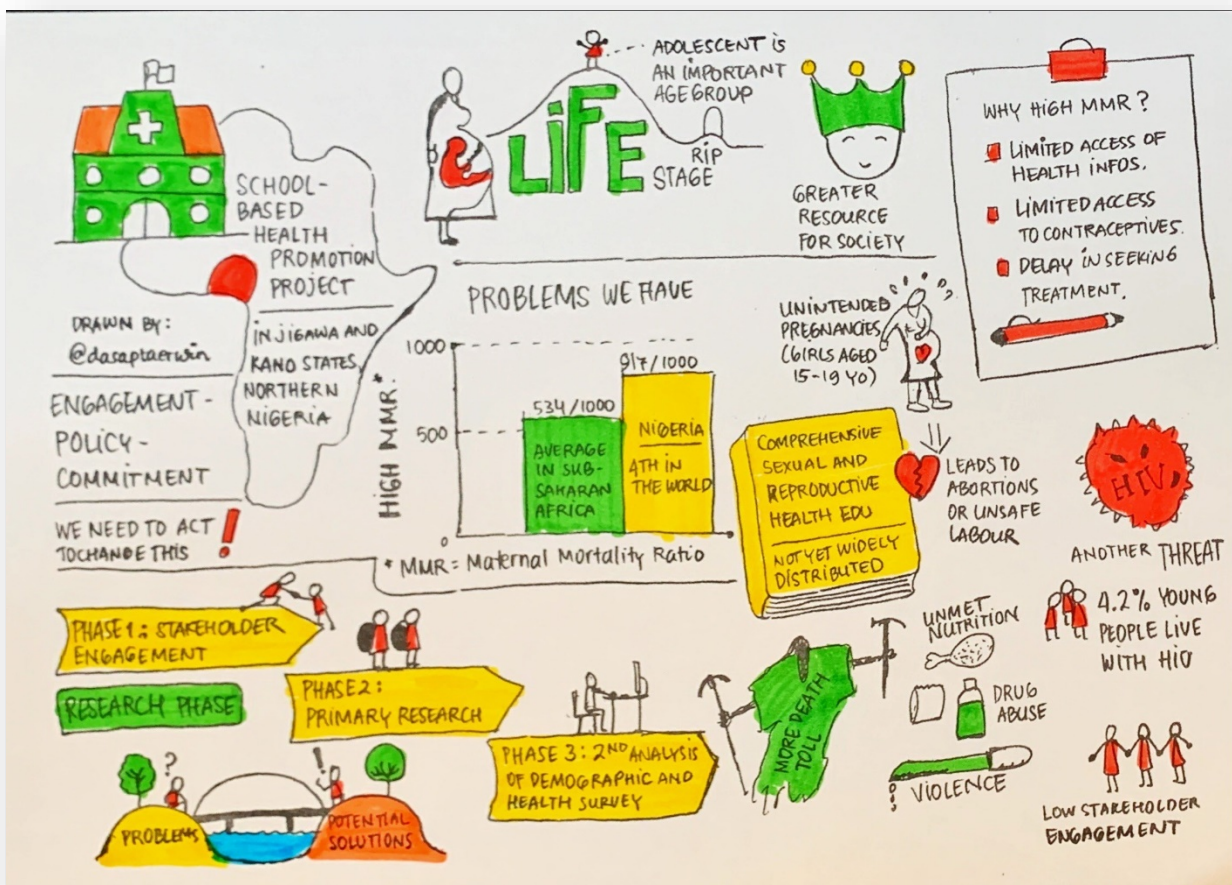 SCHOOL-
BASED
HEALTH
PROMOTION
PROJECT
IN JIGAWA AND
KANO STATES,
NORTHERN
NIGERIA
DRAWN BY:
@dasaptaerwin
ENGAGEMENT-
POLICY-
COMMITMENT
WE NEED TO ACT
TO CHANGE THIS !
LiFE
ADOLESCENT IS
AN IMPORTANT
AGE GROUP
RIP
STAGE
GREATER
RESOURCE
FOR SOCIETY
WHY HIGH MMR?
LIMITED ACCESS OF
HEALTH INFOS.
LIMITED ACCESS
TO CONTRACEPTIVES.
DELAY IN SEEKING
TREATMENT.
PROBLEMS WE HAVE
HIGH MMR.*
1000
500
0
534/1000
917/1000
AVERAGE
IN SUB-
SAHARAN
AFRICA
NIGERIA
4TH IN
THE WORLD
* MMR = Maternal Mortality Ratio
UNINTENDED
PREGNANCIES
(GIRLS AGED
15-19 YO)
COMPREHENSIVE
SEXUAL AND
REPRODUCTIVE
HEALTH EDU
NOT YET WIDELY
DISTRIBUTED
LEADS TO
ABORTIONS
OR UNSAFE
LABOUR
HIV
ANOTHER THREAT
4.2% YOUNG
PEOPLE LIVE
WITH HIV
PHASE 1: STAKEHOLDER
ENGAGEMENT
RESEARCH PHASE
PHASE 2:
PRIMARY RESEARCH
PHASE 3: 2ND ANALYSIS
OF DEMOGRAPHIC AND
HEALTH SURVEY
?
!
PROBLEMS
POTENTIAL
SOLUTIONS
MORE DEATH
TOLL
UNMET
NUTRITION
DRUG
ABUSE
VIOLENCE
LOW STAKEHOLDER
ENGAGEMENT